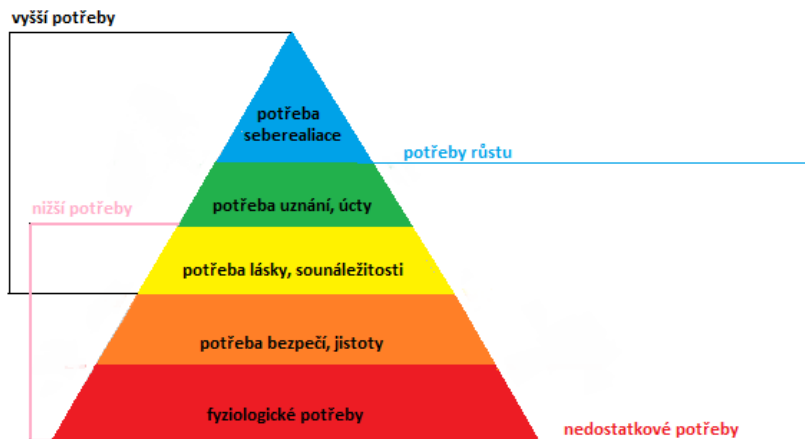 vyšší potřeby
potřeba
seberealiace
potřeby růstu
potřeba uznání, úcty
nižší potřeby
potřeba lásky, sounáležitosti
potřeba bezpečí, jistoty
fyziologické potřeby
nedostatkové potřeby